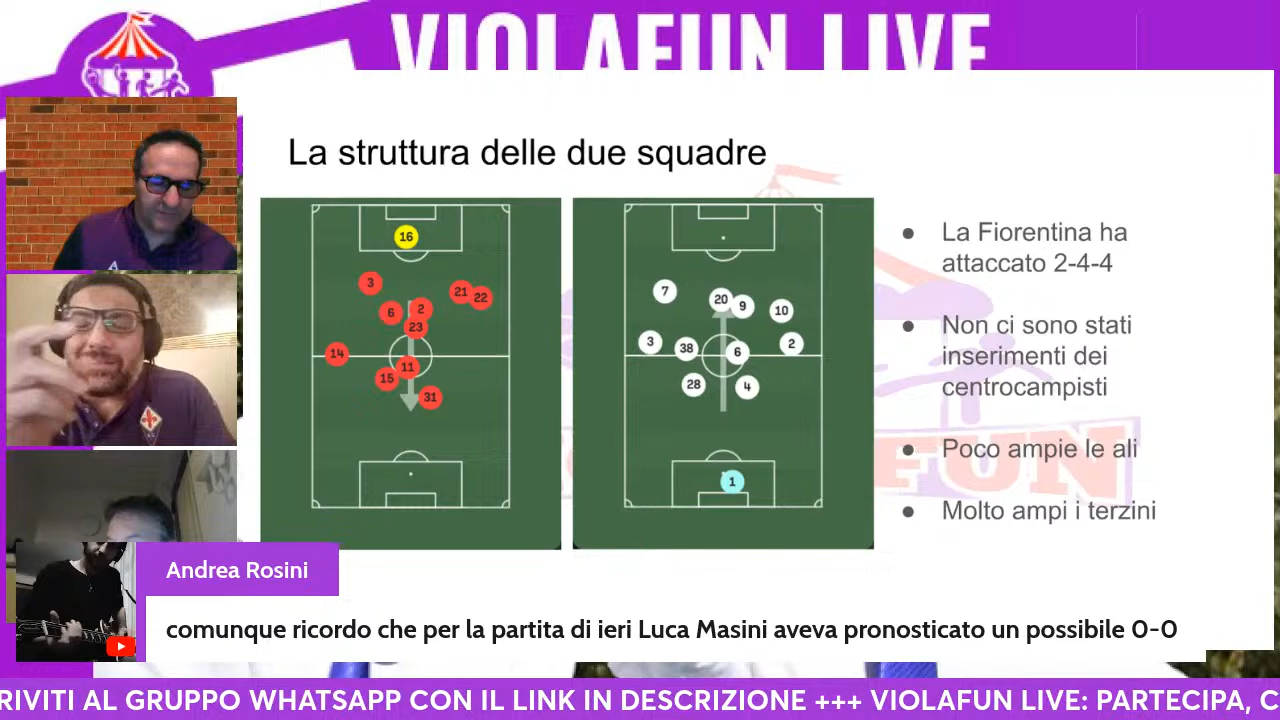 VIOLAFUN LIVE
La struttura delle due squadre
16
3
21
22
6
2
23
14
11
15
31
7
20
9
10
3
38
6
2
28
4
1
La Fiorentina ha
attaccato 2-4-4
Non ci sono stati
inserimenti dei
centrocampisti
Poco ampie le ali
Molto ampi i terzini
FUN
Andrea Rosini
comunque ricordo che per la partita di ieri Luca Masini aveva pronosticato un possibile 0-0
RIVITI AL GRUPPO WHATSAPP CON IL LINK IN DESCRIZIONE +++ VIOLAFUN LIVE: PARTECIPA, C